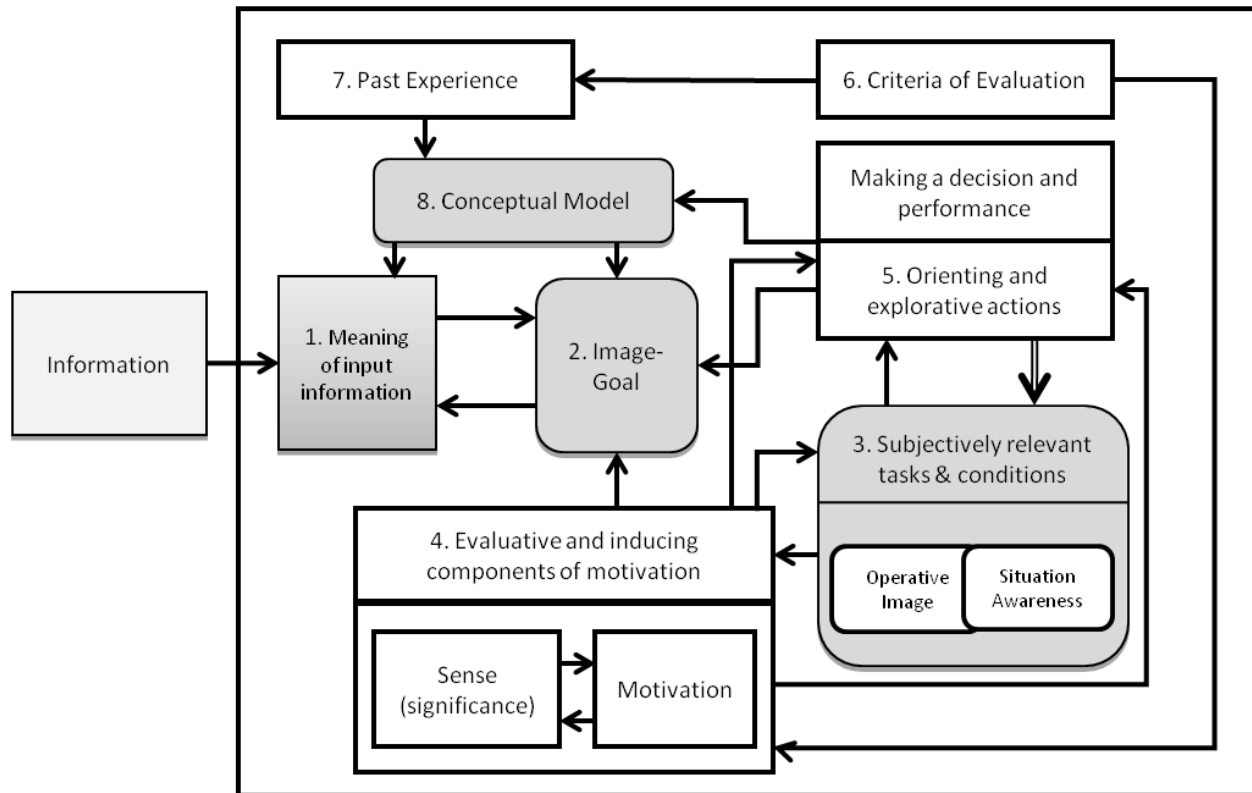 7. Past Experience
6. Criteria of Evaluation
Making a decision and
performance
8. Conceptual Model
5. Orienting and
explorative actions
Information
1. Meaning
of input
information
2. Image-
Goal
3. Subjectively relevant
tasks & conditions
4. Evaluative and inducing
components of motivation
Operative
Image
Situation
Awareness
Sense
(significance)
Motivation